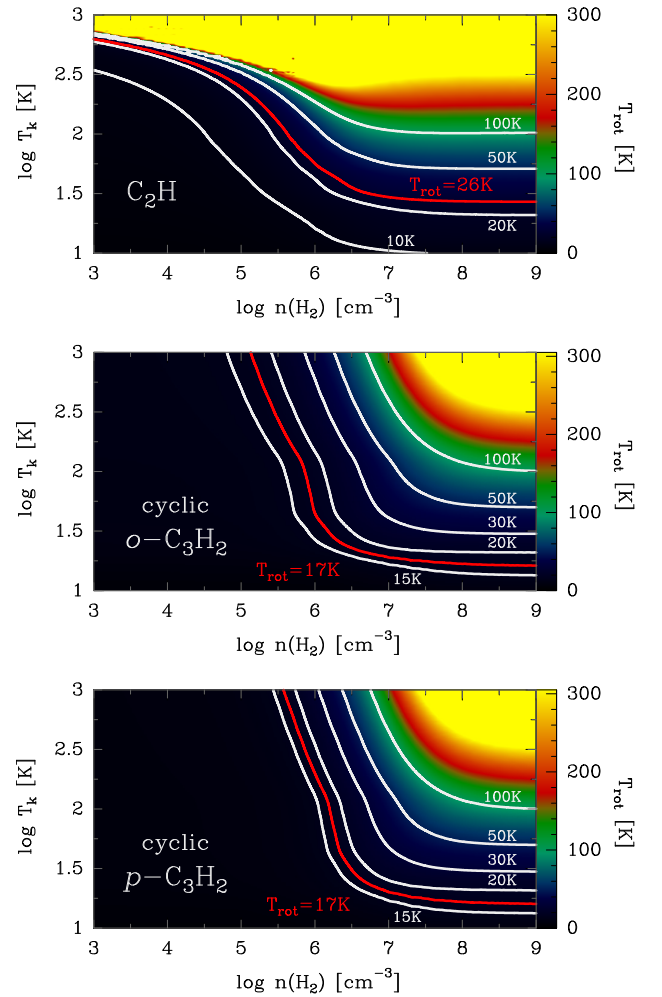 3
2.5
2
1.5
1
log T_k [K]
C₂H
100K
50K
T_rot=26K
20K
10K
300
200
100
0
T_rot [K]
3 4 5 6 7 8 9
log n(H₂) [cm⁻³]
3
2.5
2
1.5
1
log T_k [K]
cyclic
o−C₃H₂
100K
50K
30K
20K
T_rot=17K
15K
300
200
100
0
T_rot [K]
3 4 5 6 7 8 9
log n(H₂) [cm⁻³]
3
2.5
2
1.5
1
log T_k [K]
cyclic
p−C₃H₂
100K
50K
30K
20K
T_rot=17K
15K
300
200
100
0
T_rot [K]
3 4 5 6 7 8 9
log n(H₂) [cm⁻³]